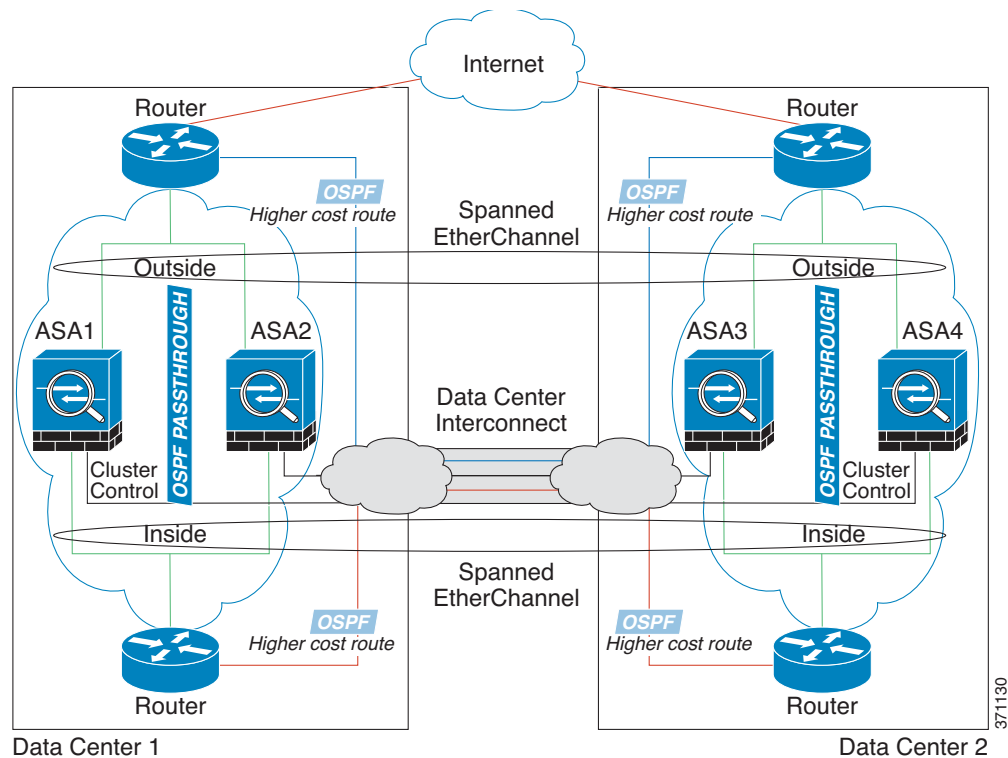 Internet
Router
Router
OSPF
Higher cost route
Spanned
EtherChannel
OSPF
Higher cost route
Outside
Outside
ASA1
OSPF PASSTHROUGH
ASA2
ASA3
OSPF PASSTHROUGH
ASA4
Data Center
Interconnect
Cluster
Control
Cluster
Control
Inside
Inside
Spanned
EtherChannel
OSPF
Higher cost route
OSPF
Higher cost route
Router
Router
371130
Data Center 1
Data Center 2